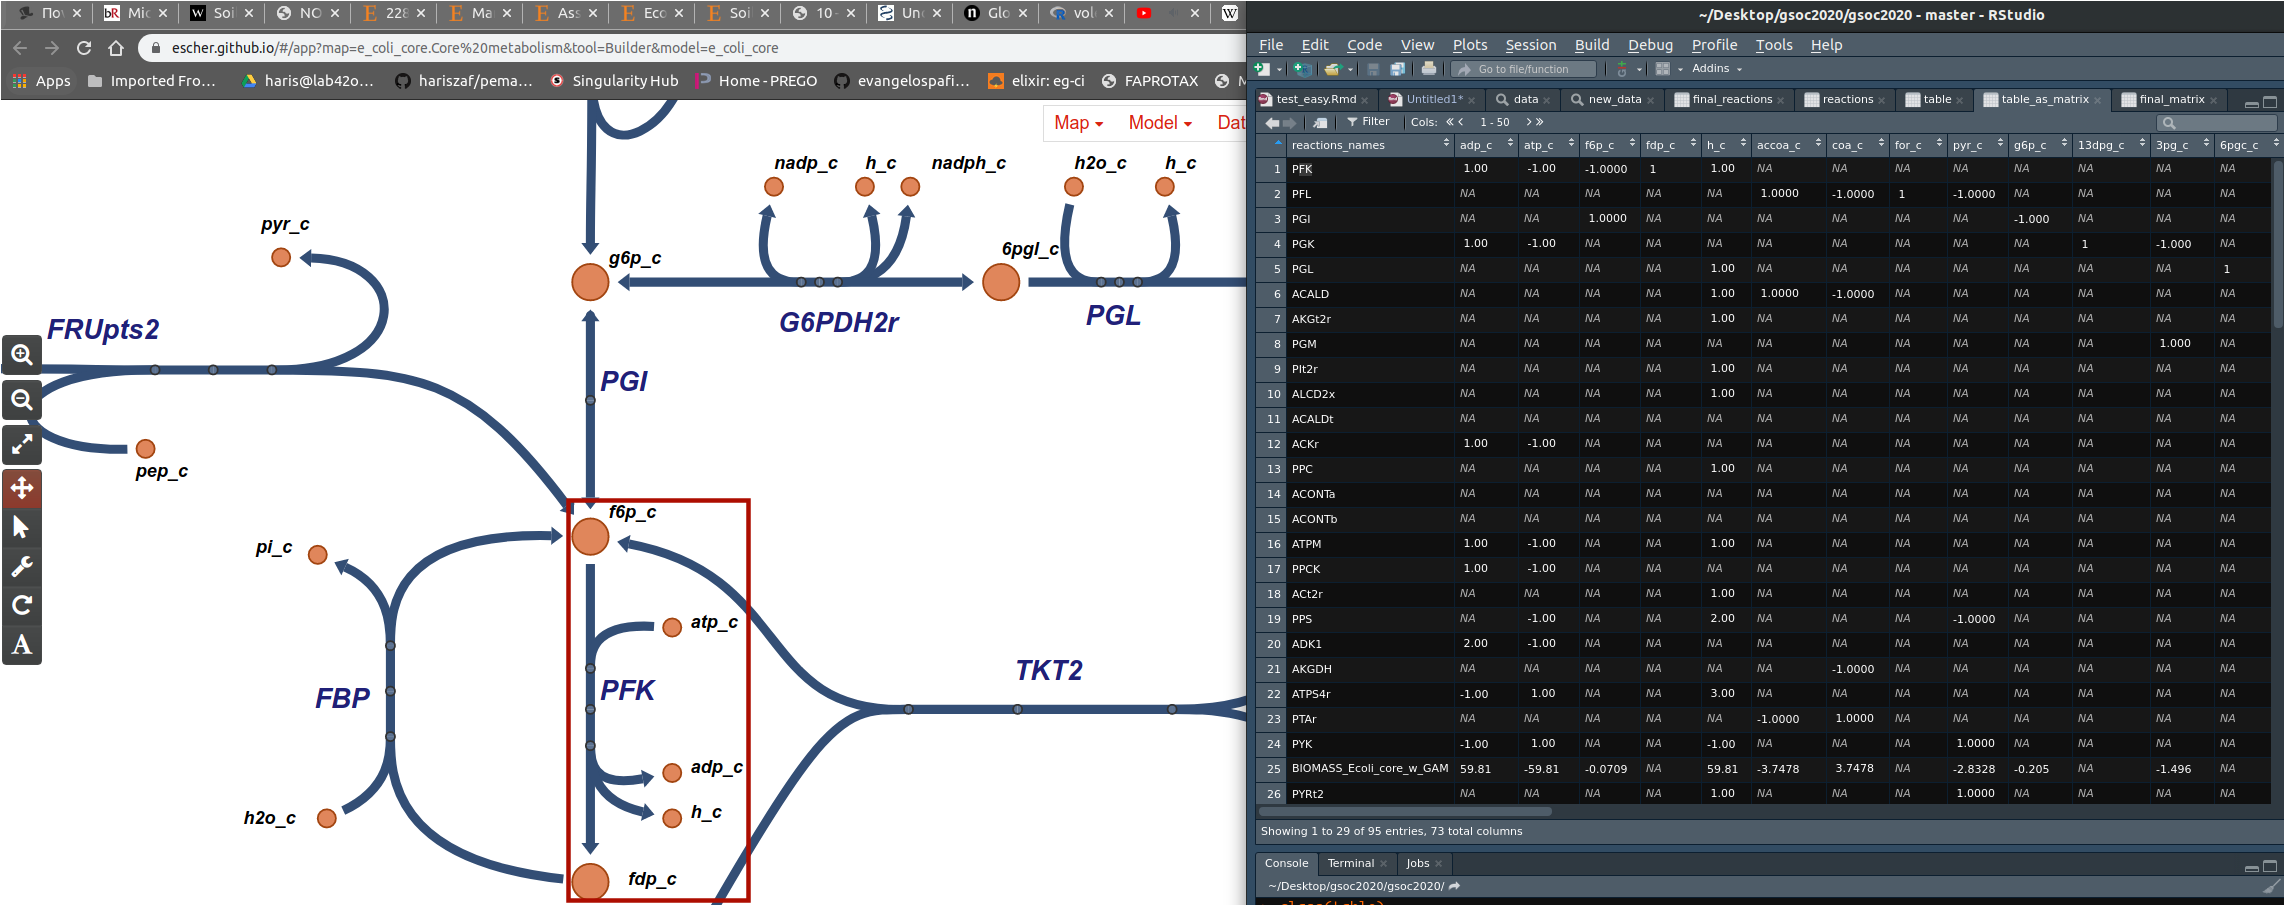 Πον
Mic
Soi
NO
228
Ma
Ass
Eco
Soi
10-
Un
Glo
vol
escher.github.io/#/app?map=e_coli_core.Core%20metabolism&tool=Builder&model=e_coli_core
Apps Imported Fro... haris@lab42o... hariszaf/pema... Singularity Hub Home - PREGO evangelospafi... elixir: eg-ci FAPROTAX M
Map Model Dat
nadp_c h_c nadph_c h2o_c h_c
pyr_c
g6p_c 6pgl_c
FRUpts2 G6PDH2r PGL
PGI
pep_c
f6p_c
pi_c
atp_c
TKT2
FBP PFK
adp_c
h2o_c h_c
fdp_c
A
~/Desktop/gsoc2020/gsoc2020 - master - RStudio
File Edit Code View Plots Session Build Debug Profile Tools Help
Go to file/function Addins
test_easy.Rmd Untitled1* data new_data final_reactions reactions table table_as_matrix final_matrix
Filter Cols: 1 - 50
reactions_names adp_c atp_c f6p_c fdp_c h_c accoa_c coa_c for_c pyr_c g6p_c 13dpg_c 3pg_c 6pgc_c
1 PFK 1.00 -1.00 -1.0000 1 1.00 NA NA NA NA NA NA NA NA
2 PFL NA NA NA NA NA 1.0000 -1.0000 1 -1.0000 NA NA NA NA
3 PGI NA NA 1.0000 NA NA NA NA NA NA -1.000 NA NA NA
4 PGK 1.00 -1.00 NA NA NA NA NA NA NA NA 1 -1.000 NA
5 PGL NA NA NA NA 1.00 NA NA NA NA NA NA NA 1
6 ACALD NA NA NA NA 1.00 1.0000 -1.0000 NA NA NA NA NA NA
7 AKGt2r NA NA NA NA 1.00 NA NA NA NA NA NA NA NA
8 PGM NA NA NA NA NA NA NA NA NA NA NA 1.000 NA
9 PIt2r NA NA NA NA 1.00 NA NA NA NA NA NA NA NA
10 ALCD2x NA NA NA NA 1.00 NA NA NA NA NA NA NA NA
11 ACALDt NA NA NA NA NA NA NA NA NA NA NA NA NA
12 ACKr 1.00 -1.00 NA NA NA NA NA NA NA NA NA NA NA
13 PPC NA NA NA NA 1.00 NA NA NA NA NA NA NA NA
14 ACONTa NA NA NA NA NA NA NA NA NA NA NA NA NA
15 ACONTb NA NA NA NA NA NA NA NA NA NA NA NA NA
16 ATPM 1.00 -1.00 NA NA 1.00 NA NA NA NA NA NA NA NA
17 PPCK 1.00 -1.00 NA NA NA NA NA NA NA NA NA NA NA
18 ACt2r NA NA NA NA 1.00 NA NA NA NA NA NA NA NA
19 PPS NA -1.00 NA NA 2.00 NA NA NA -1.0000 NA NA NA NA
20 ADK1 2.00 -1.00 NA NA NA NA NA NA NA NA NA NA NA
21 AKGDH NA NA NA NA NA NA -1.0000 NA NA NA NA NA NA
22 ATPS4r -1.00 1.00 NA NA 3.00 NA NA NA NA NA NA NA NA
23 PTAr NA NA NA NA NA -1.0000 1.0000 NA NA NA NA NA NA
24 PYK -1.00 1.00 NA NA -1.00 NA NA NA 1.0000 NA NA NA NA
25 BIOMASS_Ecoli_core_w_GAM 59.81 -59.81 -0.0709 NA 59.81 -3.7478 3.7478 NA -2.8328 -0.205 NA -1.496 NA
26 PYRt2 NA NA NA NA 1.00 NA NA NA 1.0000 NA NA NA NA
Showing 1 to 29 of 95 entries, 73 total columns
Console Terminal Jobs
~/Desktop/gsoc2020/gsoc2020/